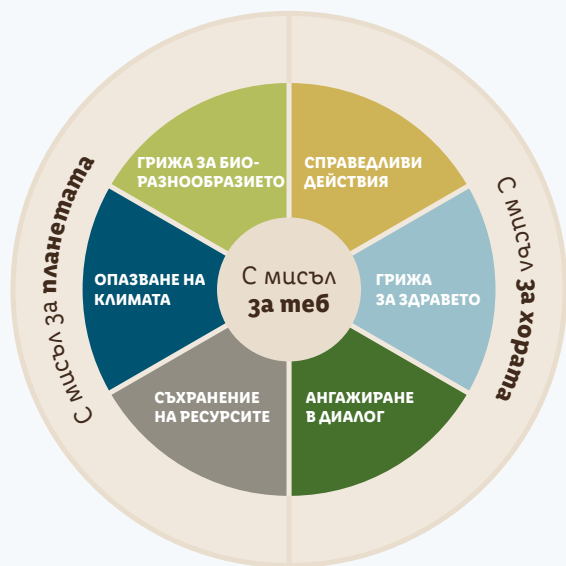 С мисъл за планетата
ГРИЖА ЗА БИО-
РАЗНООБРАЗИЕТО
СПРАВЕДЛИВИ
ДЕЙСТВИЯ
ОПАЗВАНЕ НА
КЛИМАТА
С мисъл
за теб
ГРИЖА
ЗА ЗДРАВЕТО
СЪХРАНЕНИЕ
НА РЕСУРСИТЕ
АНГАЖИРАНЕ
В ДИАЛОГ
С мисъл за хората